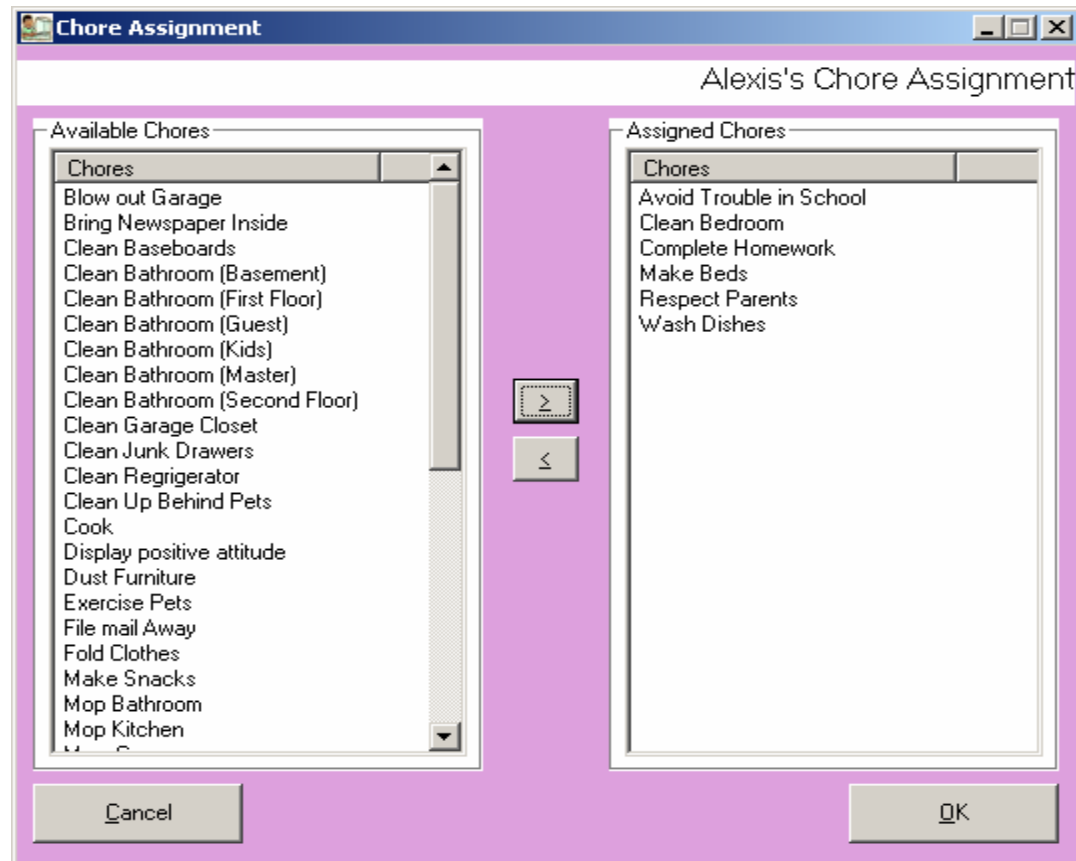 Chore Assignment
Alexis's Chore Assignment
Available Chores
Chores
Blow out Garage
Bring Newspaper Inside
Clean Baseboards
Clean Bathroom (Basement)
Clean Bathroom (First Floor)
Clean Bathroom (Guest)
Clean Bathroom (Kids)
Clean Bathroom (Master)
Clean Bathroom (Second Floor)
Clean Garage Closet
Clean Junk Drawers
Clean Regrigerator
Clean Up Behind Pets
Cook
Display positive attitude
Dust Furniture
Exercise Pets
File mail Away
Fold Clothes
Make Snacks
Mop Bathroom
Mop Kitchen
>
<
Assigned Chores
Chores
Avoid Trouble in School
Clean Bedroom
Complete Homework
Make Beds
Respect Parents
Wash Dishes
Cancel
OK